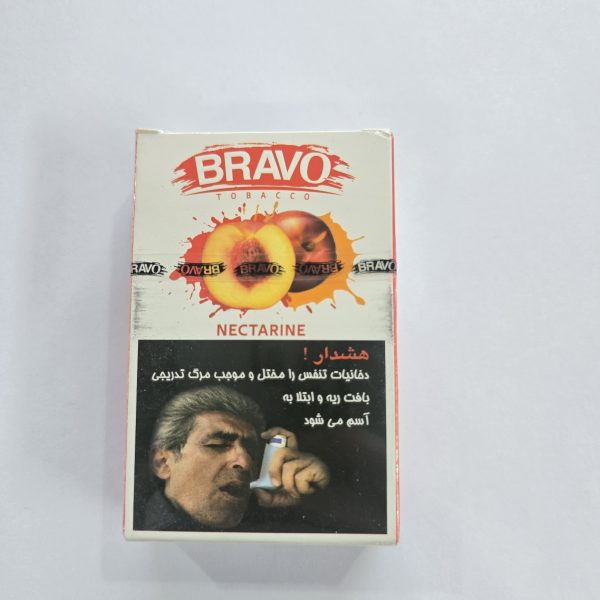 BRAVO
TOBACCO
BRAVO BRAVO BRAVO BRAVO BRAVO
NECTARINE
هشدار !
دخانیات تنفس را مختل و موجب مرگ تدریجی
بافت ریه و ابتلا به
آسم می شود